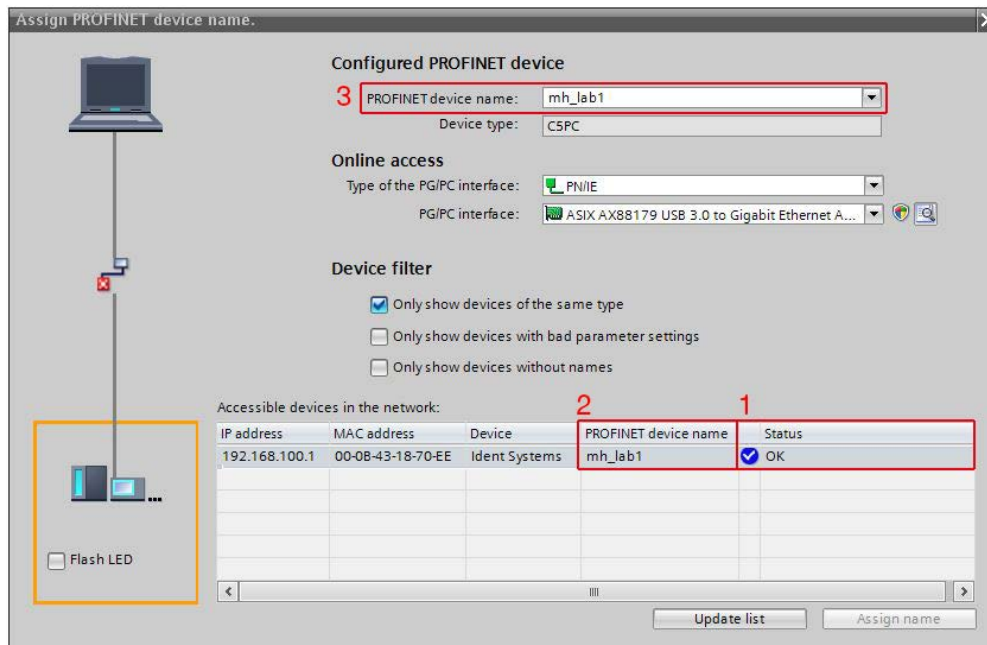 Assign PROFINET device name.
Configured PROFINET device
3 PROFINET device name: mh_lab1
Device type: C5PC
Online access
Type of the PG/PC interface: PN/IE
PG/PC interface: ASIX AX88179 USB 3.0 to Gigabit Ethernet A...
Device filter
Only show devices of the same type
Only show devices with bad parameter settings
Only show devices without names
Accessible devices in the network: 2 1
IP address MAC address Device PROFINET device name Status
192.168.100.1 00-0B-43-18-70-EE Ident Systems mh_lab1 OK
...
Flash LED
Update list Assign name